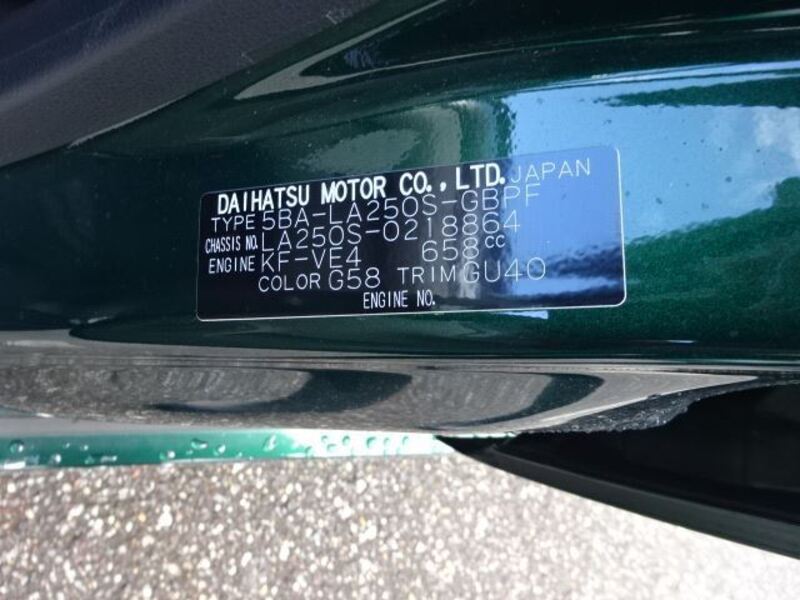 DAIHATSU MOTOR CO., LTD. JAPAN
TYPE 5BA-LA250S-GBPF
CHASSIS NO. LA250S-0218864
ENGINE KF-VE4 658cc
COLOR G58 TRIM GU40
ENGINE NO.